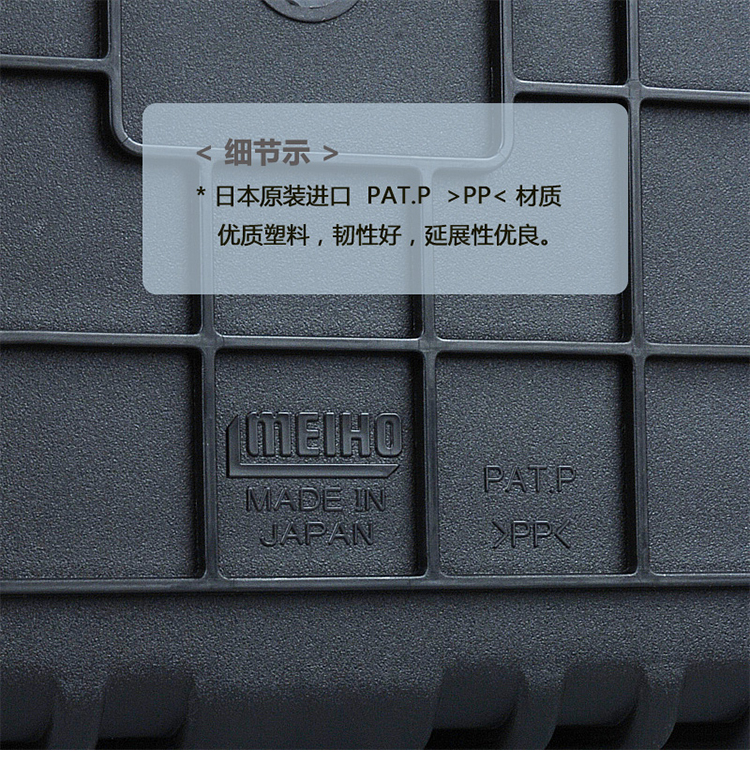 < 细节示 >
* 日本原装进口 PAT.P >PP< 材质
优质塑料，韧性好，延展性优良。
MEIHO
MADE IN
JAPAN
PAT.P
>PP<